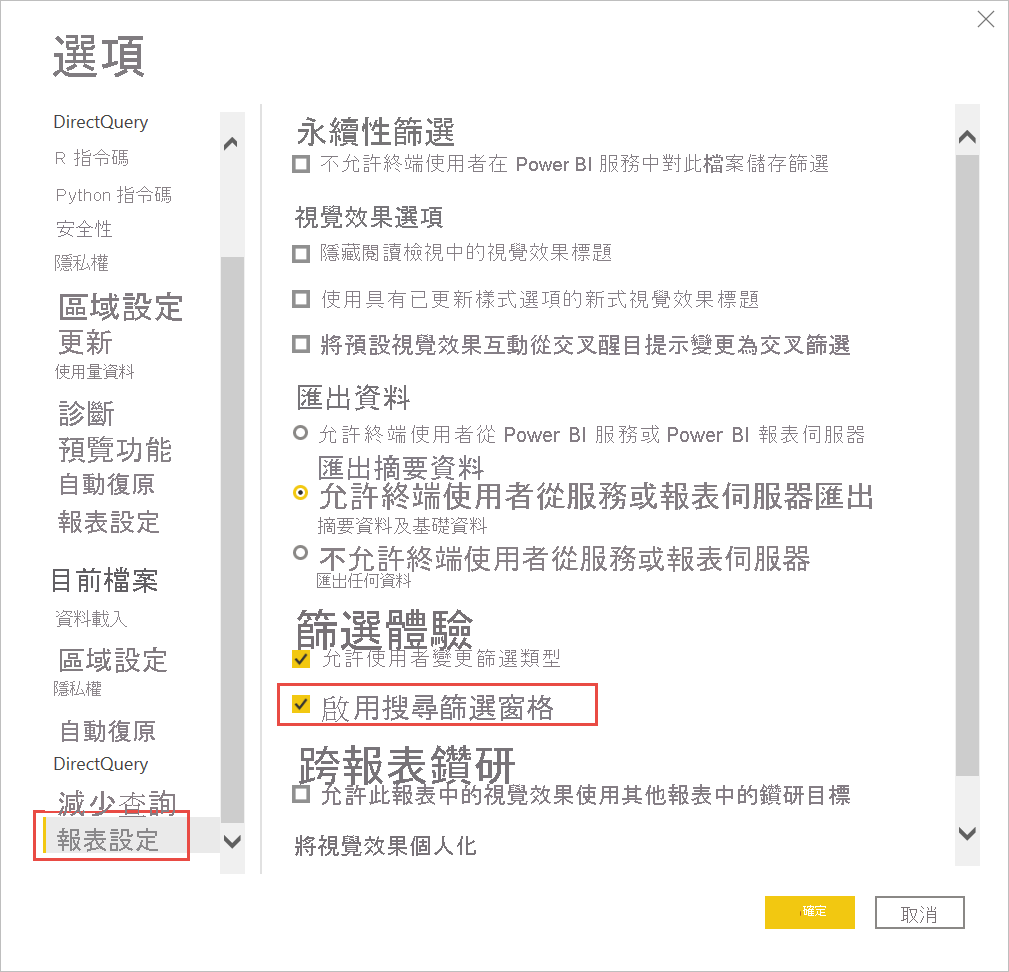 選項
DirectQuery
R 指令碼
Python 指令碼
安全性
隱私權
區域設定
更新
使用量資料
診斷
預覽功能
自動復原
報表設定
目前檔案
資料載入
區域設定
隱私權
自動復原
DirectQuery
減少查詢
報表設定
永續性篩選
不允許終端使用者在 Power BI 服務中對此檔案儲存篩選
視覺效果選項
隱藏閱讀檢視中的視覺效果標題
使用具有已更新樣式選項的新式視覺效果標題
將預設視覺效果互動從交叉醒目提示變更為交叉篩選
匯出資料
允許終端使用者從 Power BI 服務或 Power BI 報表伺服器
匯出摘要資料
允許終端使用者從服務或報表伺服器匯出
摘要資料及基礎資料
不允許終端使用者從服務或報表伺服器
匯出任何資料
篩選體驗
允許使用者變更篩選類型
啟用搜尋篩選窗格
跨報表鑽研
允許此報表中的視覺效果使用其他報表中的鑽研目標
將視覺效果個人化
確定
取消